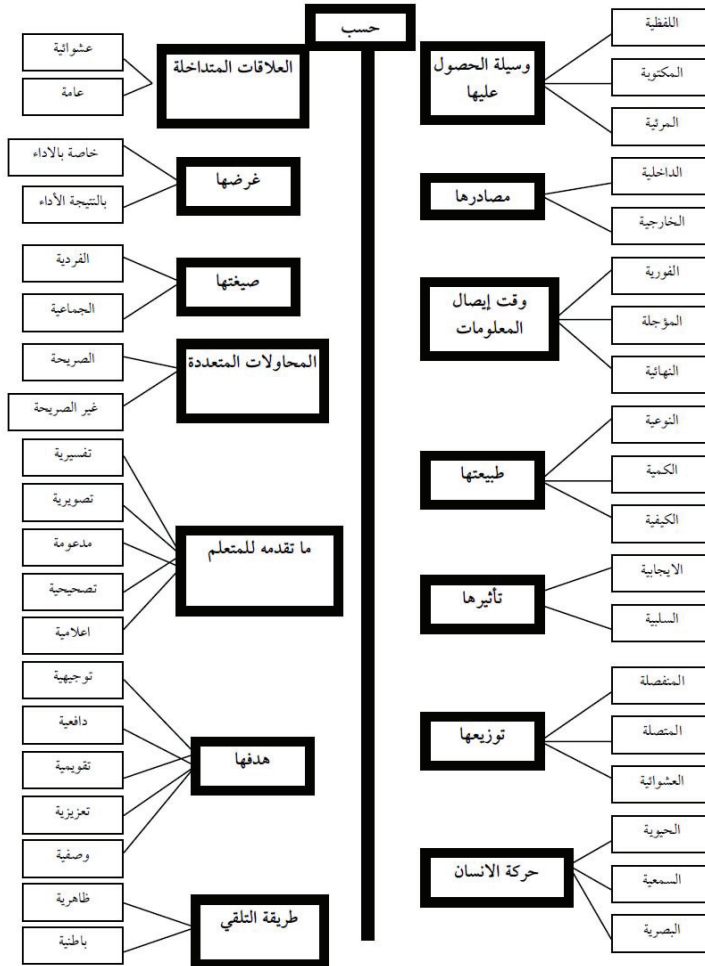 حسب
وسيلة الحصول
عليها
اللفظية
المكتوبة
المرئية
مصادرها
الداخلية
الخارجية
وقت إيصال
المعلومات
الفورية
المؤجلة
النهائية
طبيعتها
النوعية
الكمية
الكيفية
تأثيرها
الايجابية
السلبية
توزيعها
المنفصلة
المتصلة
العشوائية
حركة الانسان
الحيوية
السمعية
البصرية
العلاقات المتداخلة
عشوائية
عامة
غرضها
خاصة بالاداء
بالنتيجة الأداء
صيغتها
الفردية
الجماعية
المحاولات المتعددة
الصريحة
غير الصريحة
ما تقدمه للمتعلم
تفسيرية
تصويرية
مدعومة
تصحيحية
اعلامية
هدفها
توجيهية
دافعية
تقويمية
تعزيزية
وصفية
طريقة التلقي
ظاهرية
باطنية